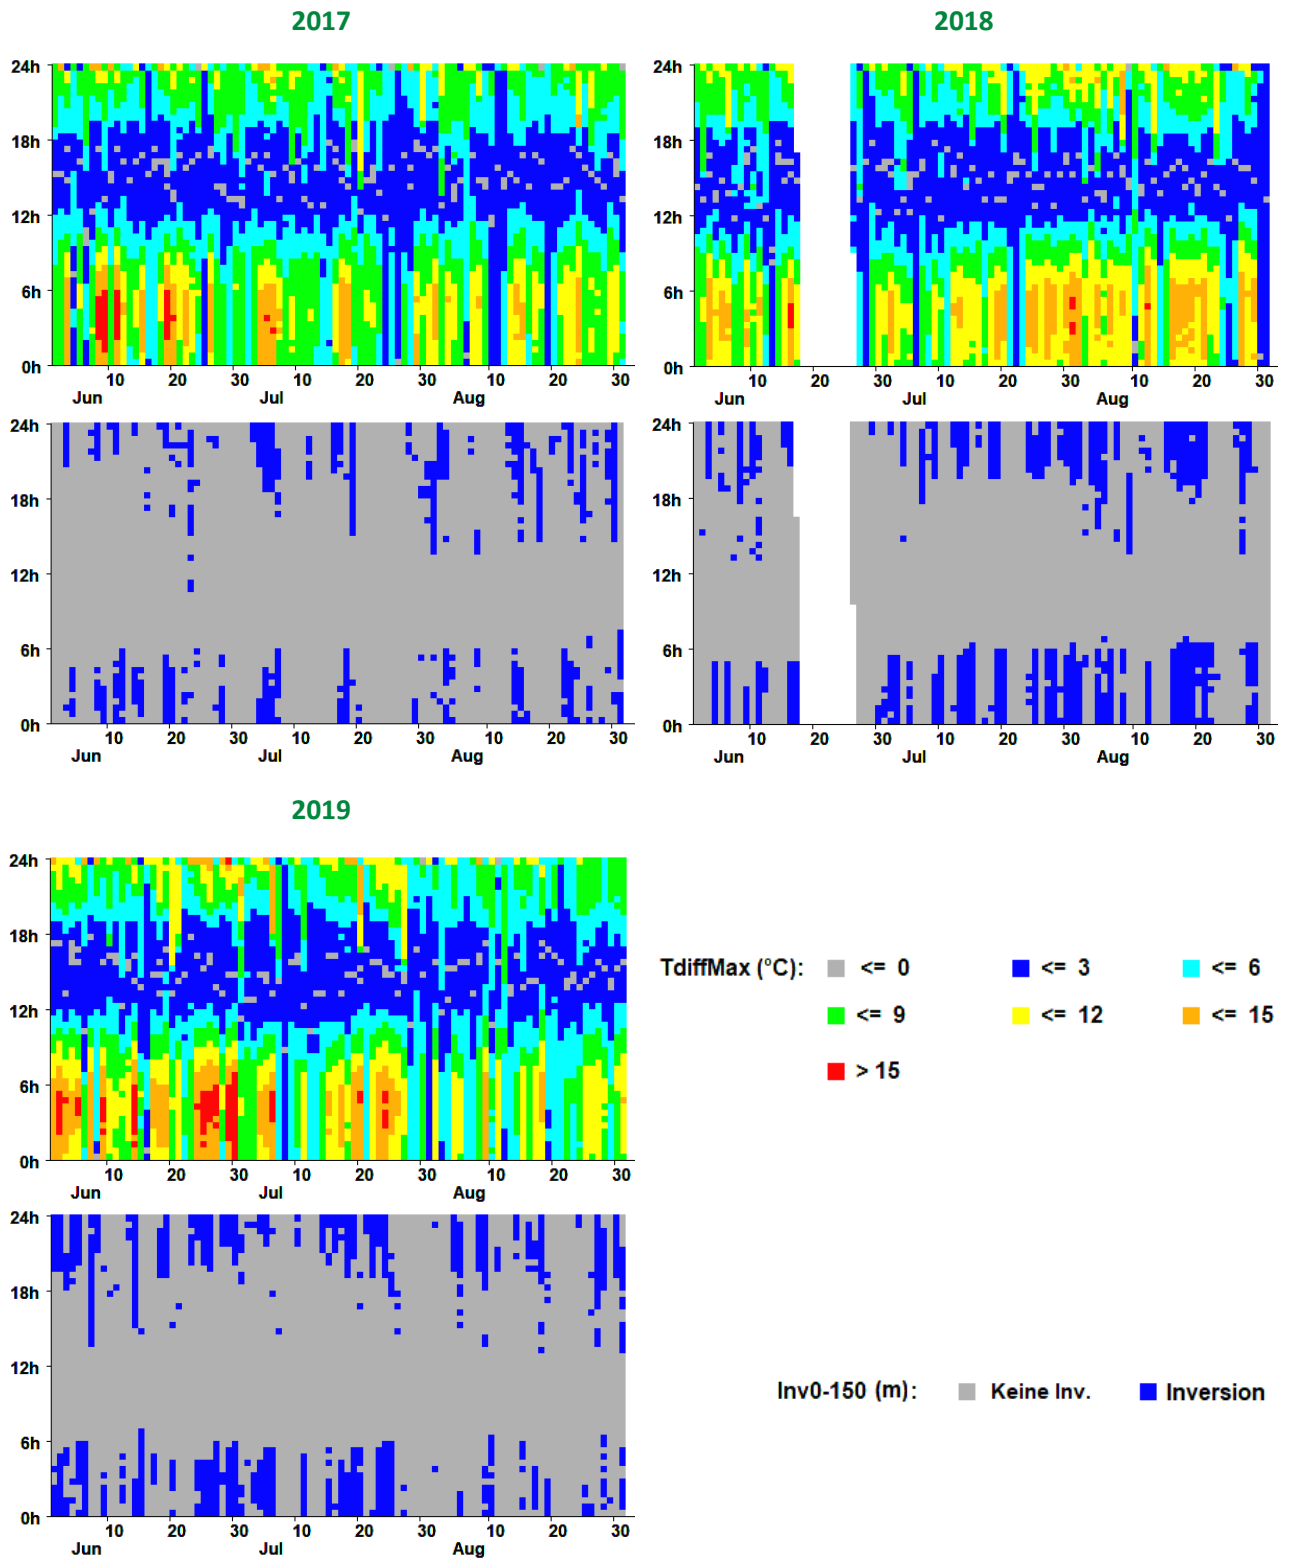 2017 2018
24h 24h
18h 18h
12h 12h
6h 6h
0h 0h
10 20 30 10 20 30 10 20 30 10 20 30 10 20 30 10 20 30
Jun Jul Aug Jun Jul Aug
24h 24h
18h 18h
12h 12h
6h 6h
0h 0h
10 20 30 10 20 30 10 20 30 10 20 30 10 20 30 10 20 30
Jun Jul Aug Jun Jul Aug
2019
24h
18h
TdiffMax (°C): <= 0 <= 3 <= 6
12h <= 9 <= 12 <= 15
> 15
6h
0h
10 20 30 10 20 30 10 20 30
Jun Jul Aug
24h
18h
12h
Inv0-150 (m): Keine Inv. Inversion
6h
0h
10 20 30 10 20 30 10 20 30
Jun Jul Aug